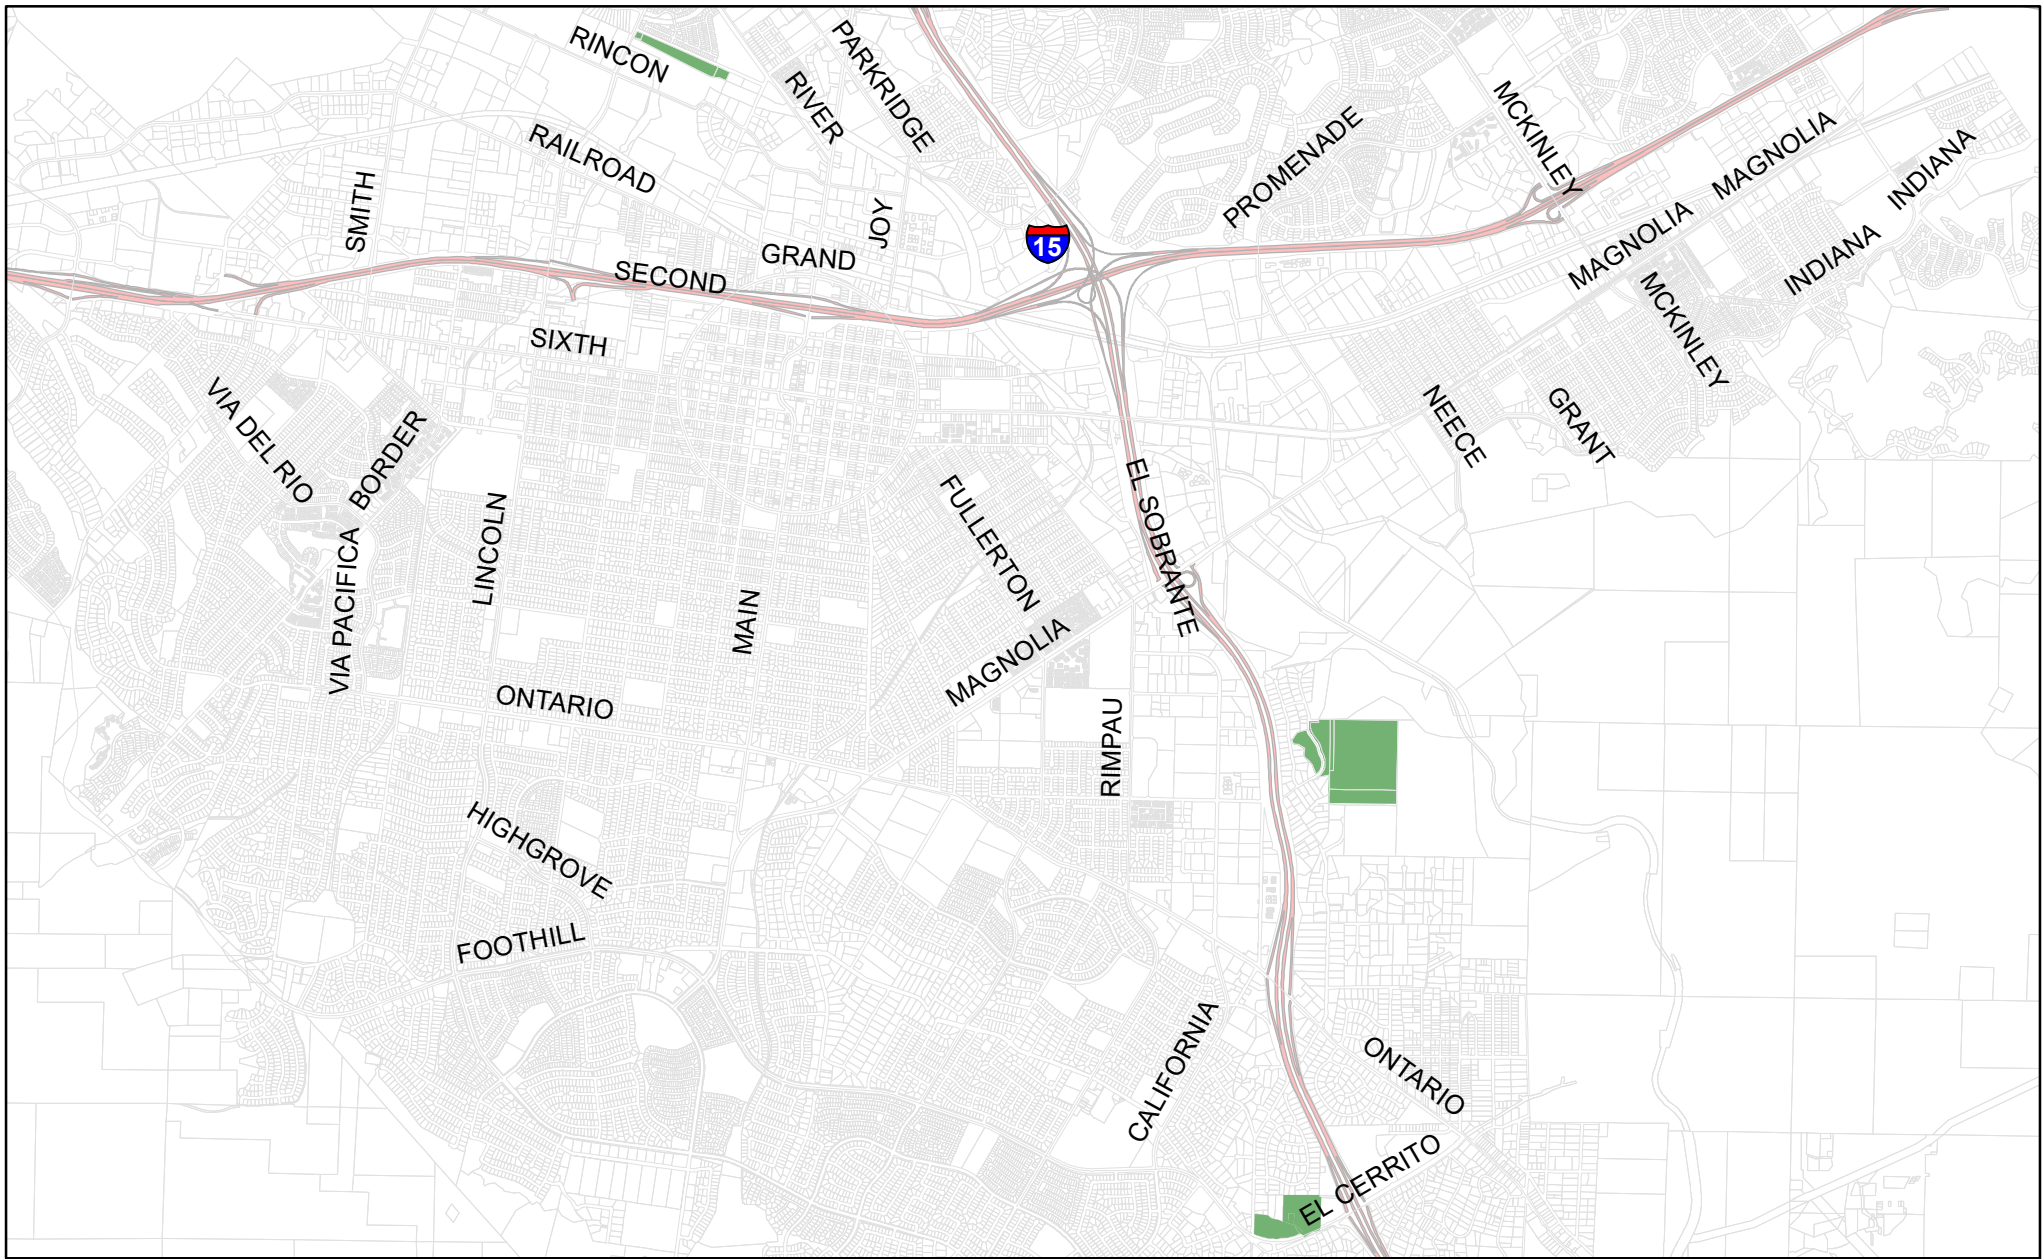 RINCON
PARKRIDGE
RIVER
MCKINLEY
RAILROAD
PROMENADE
MAGNOLIA
INDIANA
SMITH
JOY
GRAND
15
MAGNOLIA
INDIANA
SECOND
SIXTH
MCKINLEY
VIA DEL RIO
BORDER
NEECE
GRANT
LINCOLN
FULLERTON
EL SOBRANTE
VIA PACIFICA
MAIN
MAGNOLIA
ONTARIO
RIMPAU
HIGHGROVE
FOOTHILL
CALIFORNIA
ONTARIO
EL CERRITO